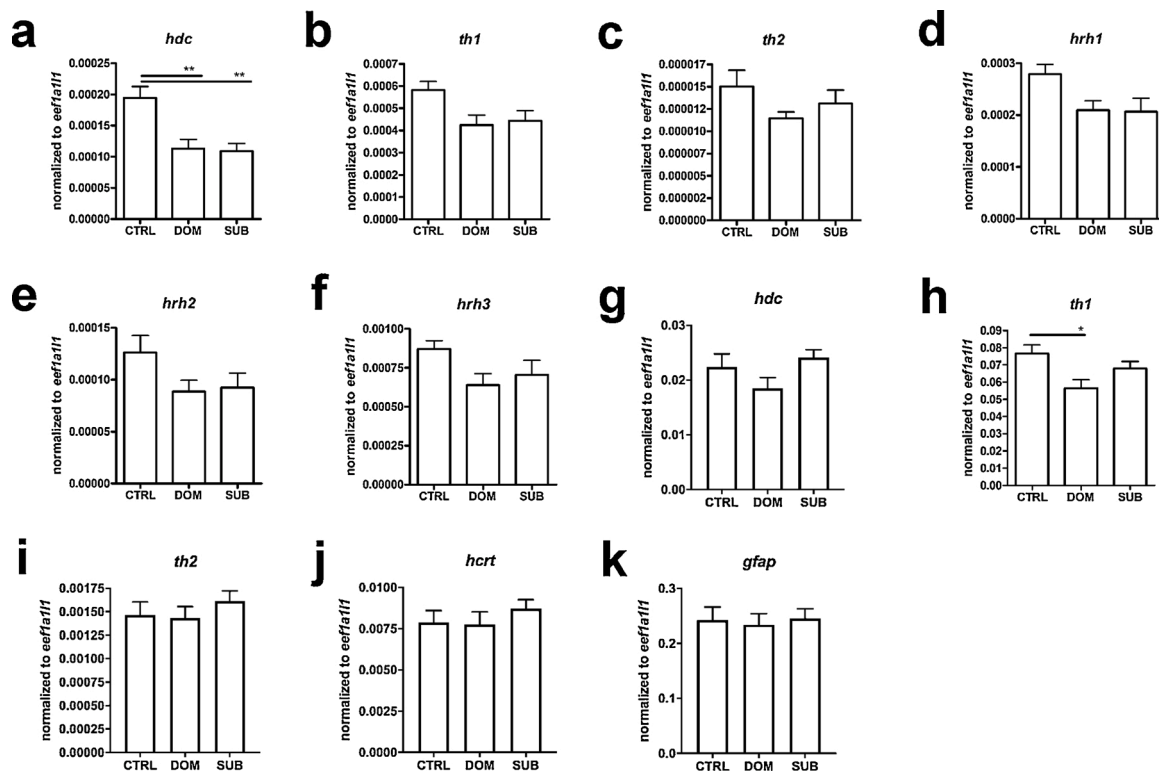 a
hdc
normalized to eef1a1l1
0.00025
0.00020
0.00015
0.00010
0.00005
0.00000
**
**
CTRL DOM SUB
b
th1
normalized to eef1a1l1
0.0007
0.0006
0.0005
0.0004
0.0003
0.0002
0.0001
0.0000
CTRL DOM SUB
c
th2
normalized to eef1a1l1
0.000017
0.000015
0.000012
0.000010
0.000007
0.000005
0.000002
0.000000
CTRL DOM SUB
d
hrh1
normalized to eef1a1l1
0.0003
0.0002
0.0001
0.0000
CTRL DOM SUB
e
hrh2
normalized to eef1a1l1
0.00015
0.00010
0.00005
0.00000
CTRL DOM SUB
f
hrh3
normalized to eef1a1l1
0.00100
0.00075
0.00050
0.00025
0.00000
CTRL DOM SUB
g
hdc
normalized to eef1a1l1
0.03
0.02
0.01
0.00
CTRL DOM SUB
h
th1
normalized to eef1a1l1
0.09
0.08
0.07
0.06
0.05
0.04
0.03
0.02
0.01
0.00
*
CTRL DOM SUB
i
th2
normalized to eef1a1l1
0.00175
0.00150
0.00125
0.00100
0.00075
0.00050
0.00025
0.00000
CTRL DOM SUB
j
hcrt
normalized to eef1a1l1
0.0100
0.0075
0.0050
0.0025
0.0000
CTRL DOM SUB
k
gfap
normalized to eef1a1l1
0.3
0.2
0.1
0.0
CTRL DOM SUB